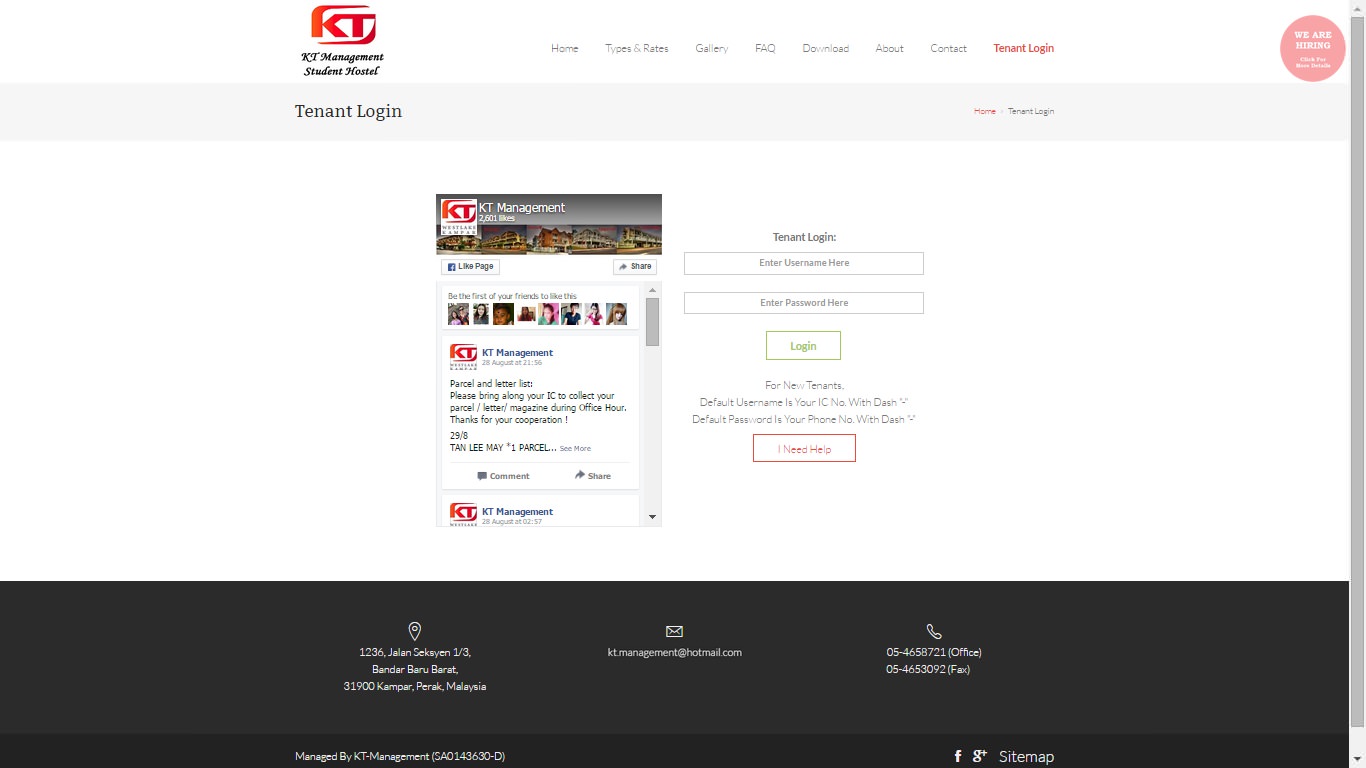 KT
KT Management
Student Hostel
Home
Types & Rates
Gallery
FAQ
Download
About
Contact
Tenant Login
WE ARE
HIRING
Click For
More Details
Tenant Login
Home › Tenant Login
KT
WESTLAKE
KAMPAR
KT Management
2,601 likes
Like Page
Share
Be the first of your friends to like this
KT Management
28 August at 21:56
Parcel and letter list:
Please bring along your IC to collect your
parcel / letter/ magazine during Office Hour.
Thanks for your cooperation !
29/8
TAN LEE MAY *1 PARCEL... See More
Comment
Share
KT Management
28 August at 02:57
Tenant Login:
Enter Username Here
Enter Password Here
Login
For New Tenants.
Default Username Is Your IC No. With Dash "-"
Default Password Is Your Phone No. With Dash "-"
I Need Help
1236, Jalan Seksyen 1/3,
Bandar Baru Barat,
31900 Kampar, Perak, Malaysia
kt.management@hotmail.com
05-4658721 (Office)
05-4653092 (Fax)
Managed By KT-Management (SA0143630-D)
Sitemap